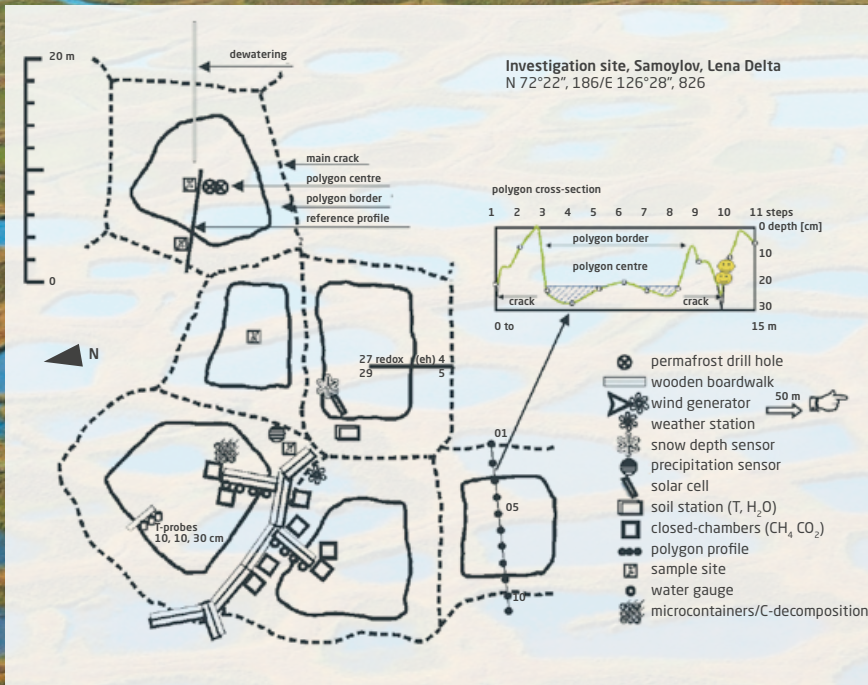 20 m
dewatering
Investigation site, Samoylov, Lena Delta
N 72°22”, 186/E 126°28”, 826
main crack
polygon centre
polygon border
reference profile
0
polygon cross-section
1 2 3 4 5 6 7 8 9 10 11 steps
0 depth [cm]
polygon border
10
polygon centre
20
crack
crack
30
0 to
15 m
N
27 redox (eh) 4
29 5
permafrost drill hole
wooden boardwalk
wind generator
50 m
weather station
snow depth sensor
precipitation sensor
solar cell
soil station (T, H₂O)
closed-chambers (CH₄ CO₂)
polygon profile
sample site
water gauge
microcontainers/C-decomposition
01
05
10
T-probes
10, 10, 30 cm